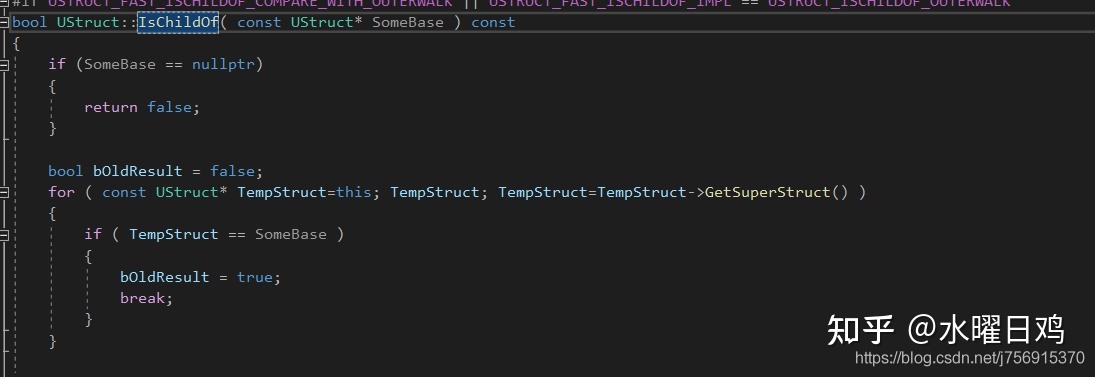 #if USTRUCT_FAST_ISCHILDOF_COMPARE_WITH_OUTERWALK || USTRUCT_FAST_ISCHILDOF_IMPL == USTRUCT_ISCHILDOF_OUTERWALK
bool UStruct::IsChildOf( const UStruct* SomeBase ) const
{
    if (SomeBase == nullptr)
    {
        return false;
    }

    bool bOldResult = false;
    for ( const UStruct* TempStruct=this; TempStruct; TempStruct=TempStruct->GetSuperStruct() )
    {
        if ( TempStruct == SomeBase )
        {
            bOldResult = true;
            break;
        }
    }
知乎 @水曜日鸡
https://blog.csdn.net/j756915370